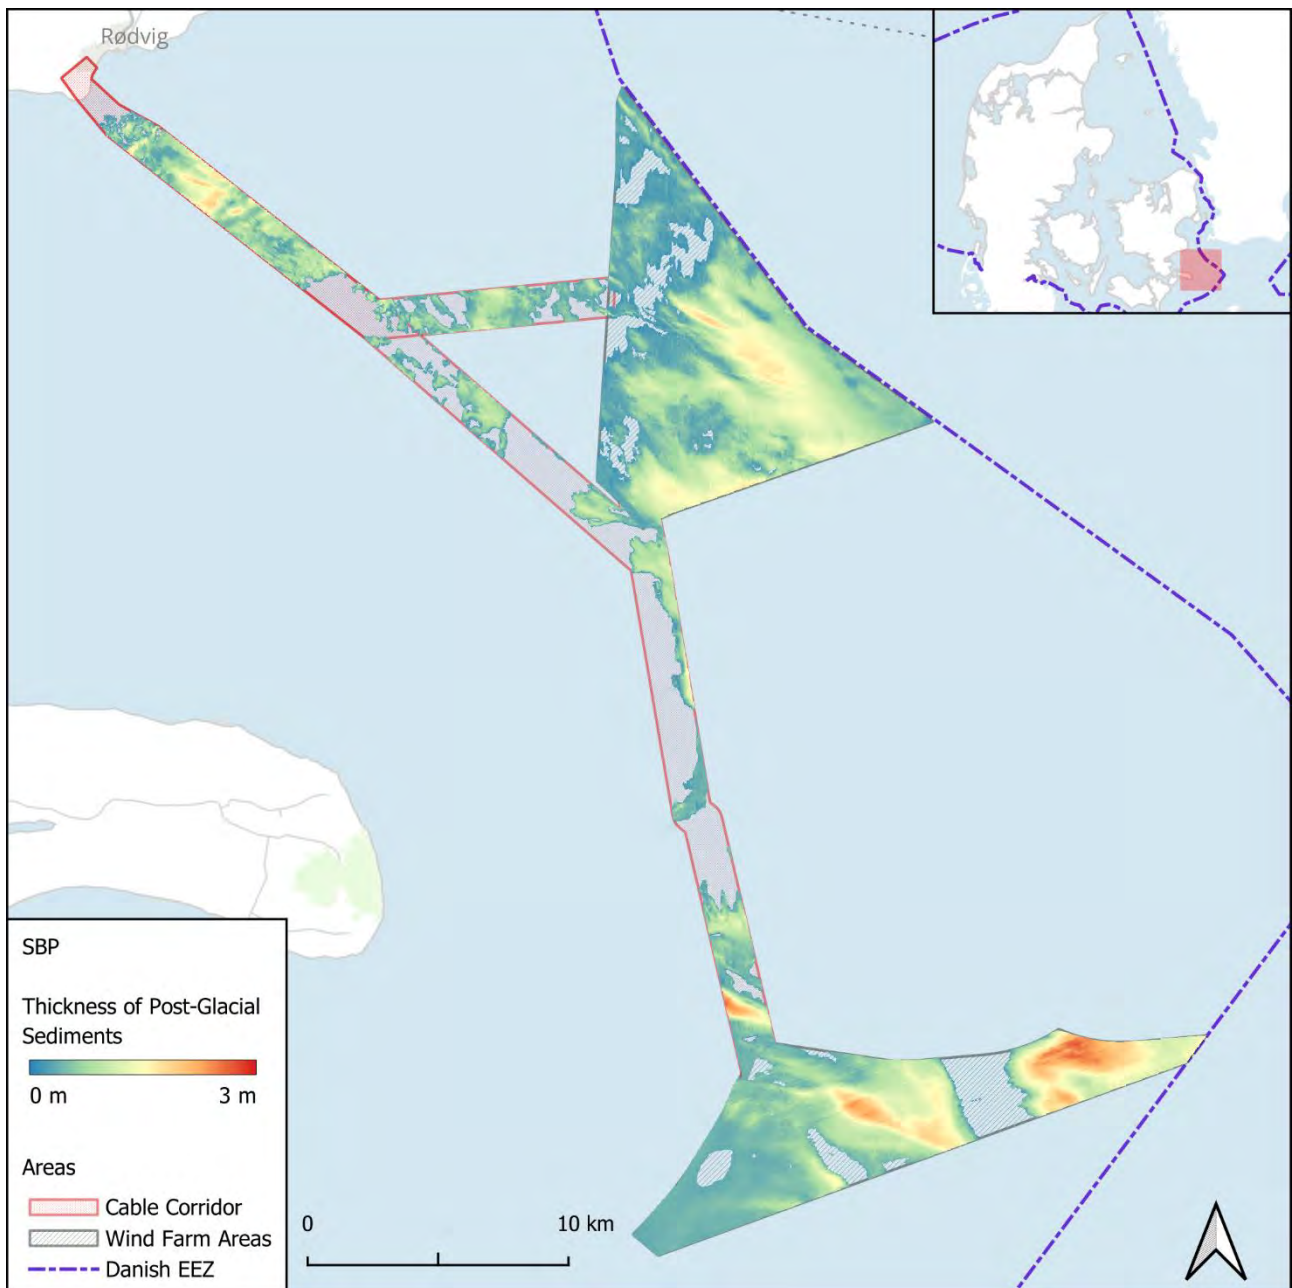 Rødvig
SBP
Thickness of Post-Glacial
Sediments
0 m 3 m
Areas
Cable Corridor
Wind Farm Areas
Danish EEZ
0 10 km